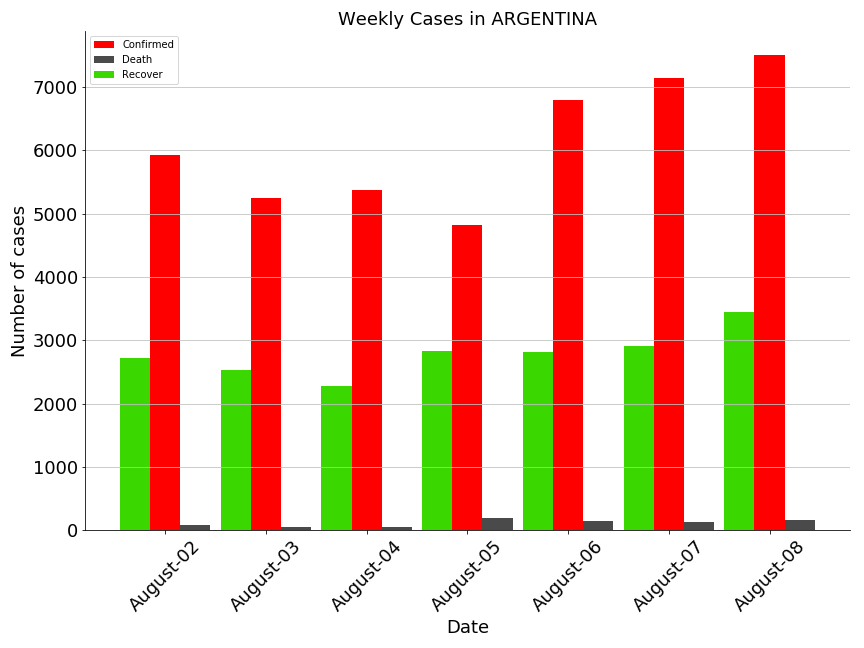 Weekly Cases in ARGENTINA
Confirmed
Death
Recover
Number of cases
7000
6000
5000
4000
3000
2000
1000
0
August-02
August-03
August-04
August-05
August-06
August-07
August-08
Date